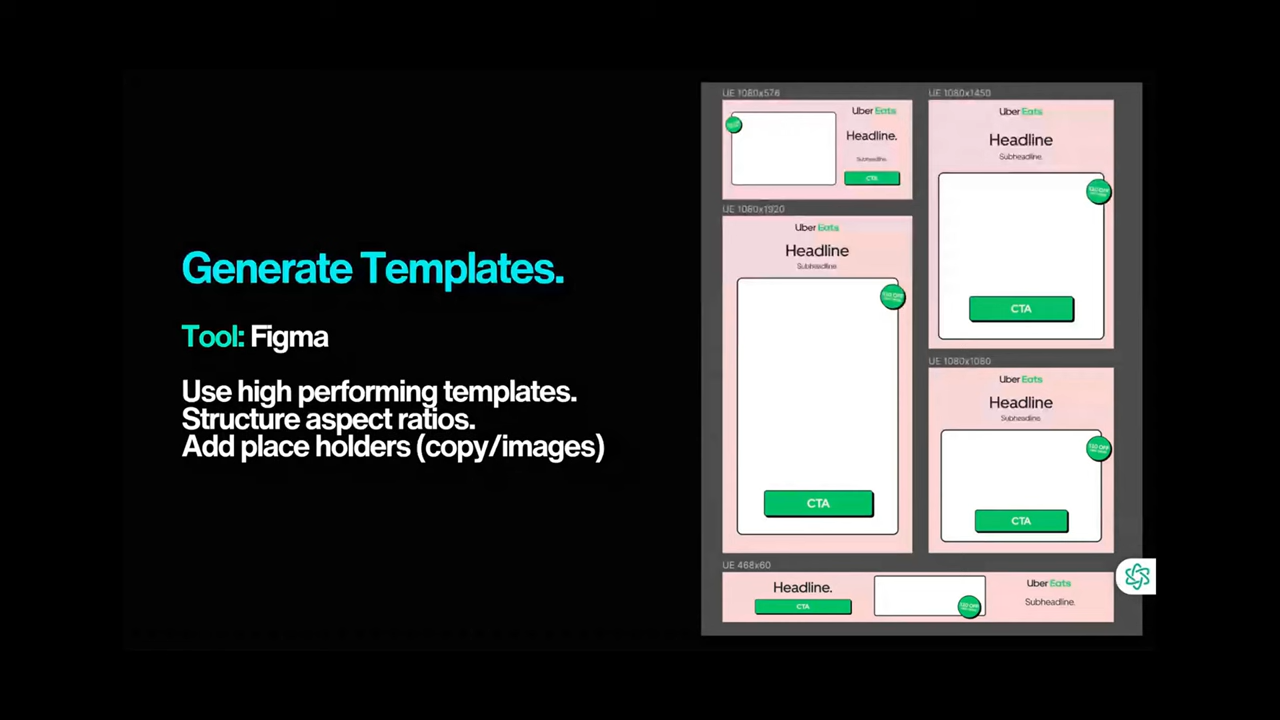 Generate Templates.
Tool: Figma
Use high performing templates.
Structure aspect ratios.
Add place holders (copy/images)
UE 1080x576
Uber Eats
Headline.
Subheadline.
CTA
UE 1080x1920
Uber Eats
Headline
Subheadline
CTA
UE 1080x1450
Uber Eats
Headline
Subheadline.
CTA
UE 1080x1080
Uber Eats
Headline
Subheadline.
CTA
UE 468x60
Headline.
CTA
Uber Eats
Subheadline.